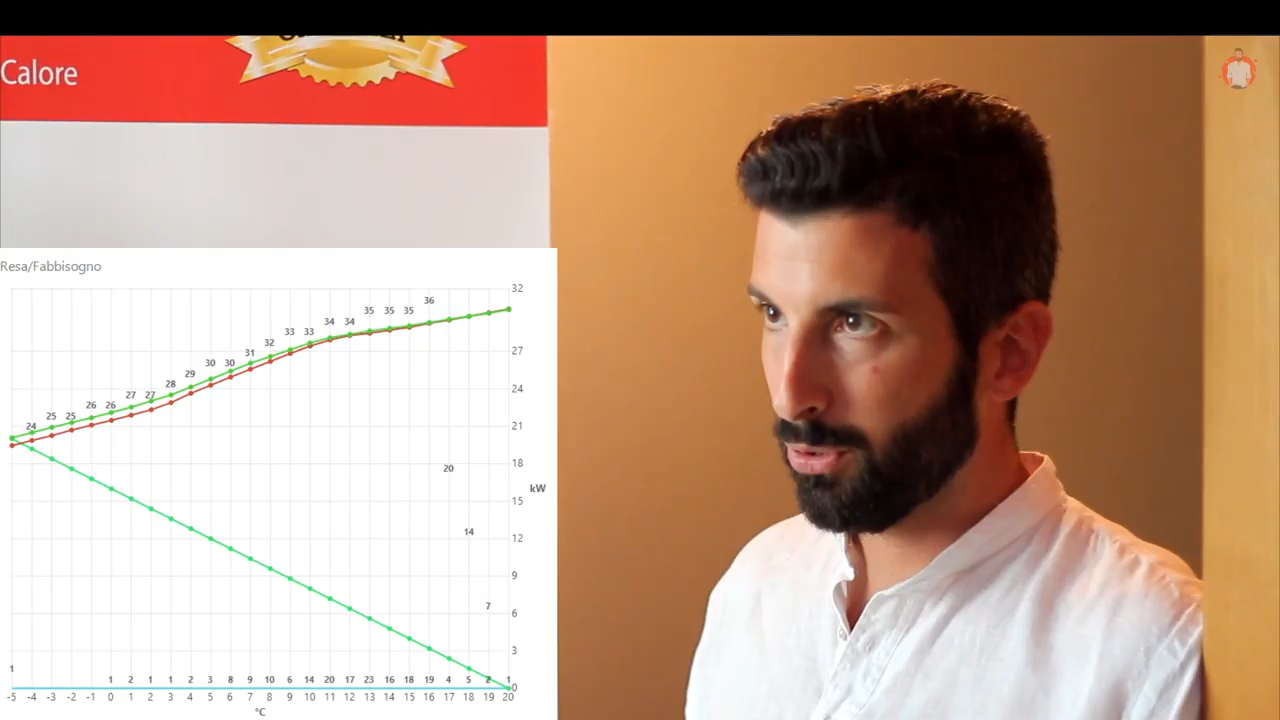 Calore
Resa/Fabbisogno
32
27
24
21
18
15
12
9
6
3
0
kW
24 25 25 26 26 27 27 28 29 30 30 31 32 33 33 34 34 35 35 35 36
20
14
7
1
1 2 1 1 2 3 8 9 10 6 14 20 17 23 16 18 19 4 5 2 1
-5 -4 -3 -2 -1 0 1 2 3 4 5 6 7 8 9 10 11 12 13 14 15 16 17 18 19 20
°C